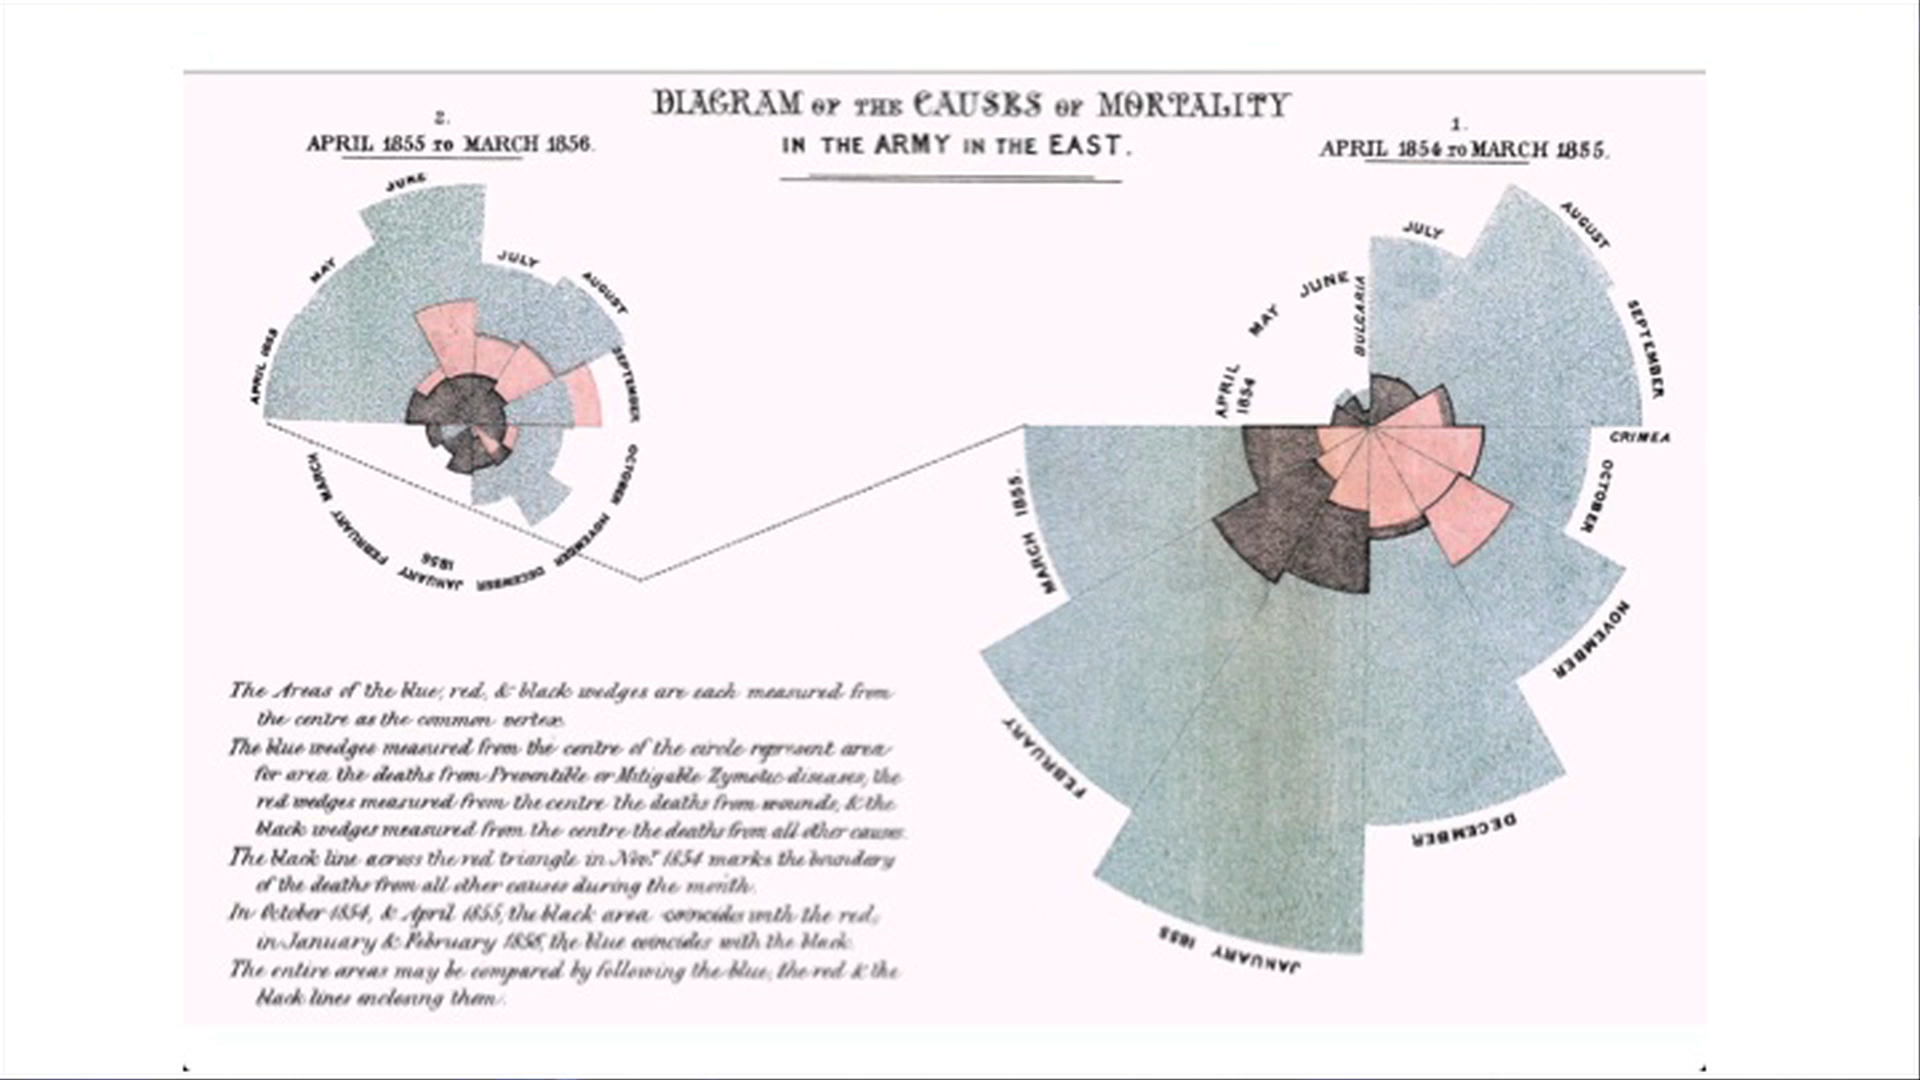 DIAGRAM OF THE CAUSES OF MORTALITY
IN THE ARMY IN THE EAST.
2.
APRIL 1855 TO MARCH 1856.
1.
APRIL 1854 TO MARCH 1855.
JUNE
MAY
JULY
AUGUST
APRIL 1855
SEPTEMBER
OCTOBER
NOVEMBER
DECEMBER
JANUARY
1856
FEBRUARY
MARCH
JULY
AUGUST
JUNE
BULGARIA
MAY
SEPTEMBER
APRIL
1854
CRIMEA
OCTOBER
MARCH 1855.
NOVEMBER
FEBRUARY
DECEMBER
JANUARY 1855
The Areas of the blue, red, & black wedges are each measured from
the centre as the common vertex.
The blue wedges measured from the centre of the circle represent area
for area the deaths from Preventible or Mitigable Zymotic diseases, the
red wedges measured from the centre the deaths from wounds, & the
black wedges measured from the centre the deaths from all other causes.
The black line across the red triangle in Novr. 1854 marks the boundary
of the deaths from all other causes during the month.
In October 1854, & April 1855, the black area coincides with the red,
in January & February 1856, the blue coincides with the black.
The entire areas may be compared by following the blue, the red & the
black lines enclosing them.